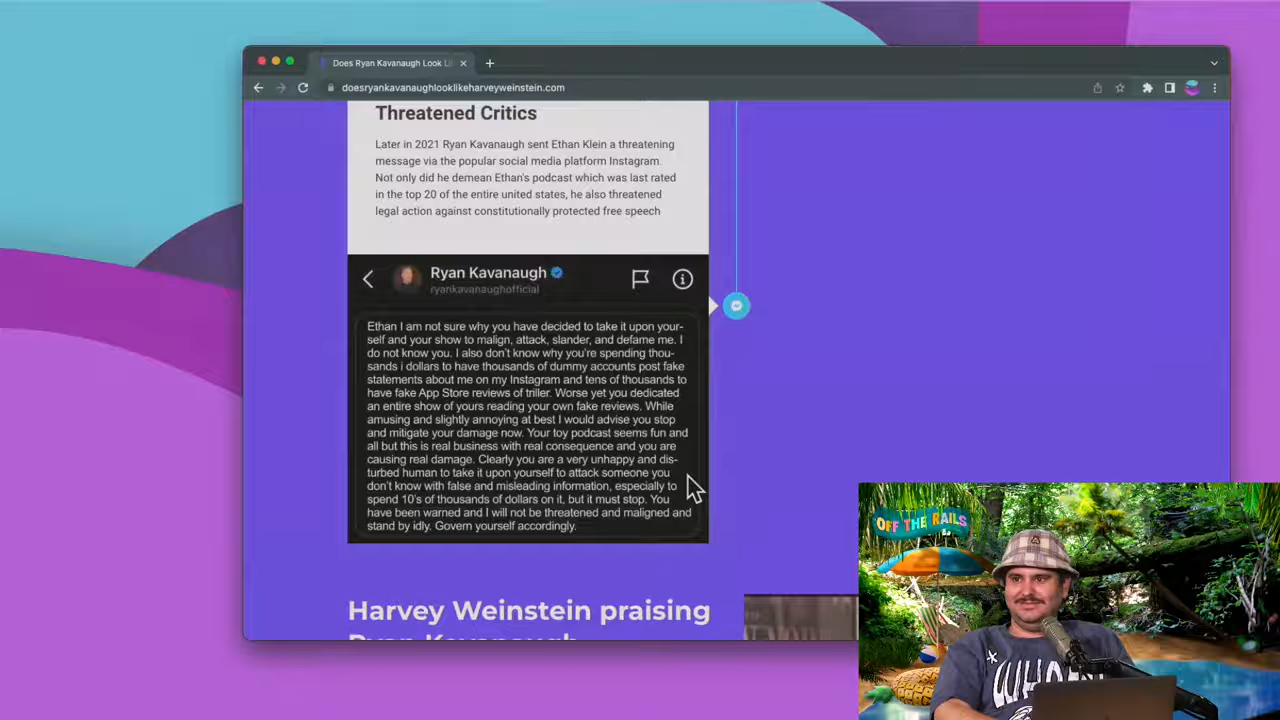 Does Ryan Kavanaugh Look Li
doesryankavanaughlooklikeharveyweinstein.com
Threatened Critics
Later in 2021 Ryan Kavanaugh sent Ethan Klein a threatening
message via the popular social media platform Instagram.
Not only did he demean Ethan's podcast which was last rated
in the top 20 of the entire united states, he also threatened
legal action against constitutionally protected free speech
Ryan Kavanaugh
ryankavanaughofficial
Ethan I am not sure why you have decided to take it upon your-
self and your show to malign, attack, slander, and defame me. I
do not know you. I also don't know why you're spending thou-
sands i dollars to have thousands of dummy accounts post fake
statements about me on my Instagram and tens of thousands to
have fake App Store reviews of triller. Worse yet you dedicated
an entire show of yours reading your own fake reviews. While
amusing and slightly annoying at best I would advise you stop
and mitigate your damage now. Your toy podcast seems fun and
all but this is real business with real consequence and you are
causing real damage. Clearly you are a very unhappy and dis-
turbed human to take it upon yourself to attack someone you
don't know with false and misleading information, especially to
spend 10's of thousands of dollars on it, but it must stop. You
have been warned and I will not be threatened and maligned and
stand by idly. Govern yourself accordingly.
Harvey Weinstein praising
Ryan Kavanaugh
OFF THE RAILS